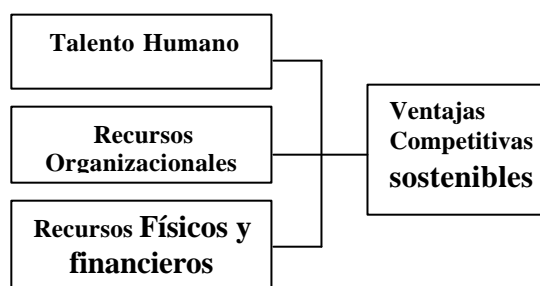 Talento Humano
Recursos
Organizacionales
Recursos Físicos y
financieros
Ventajas
Competitivas
sostenibles